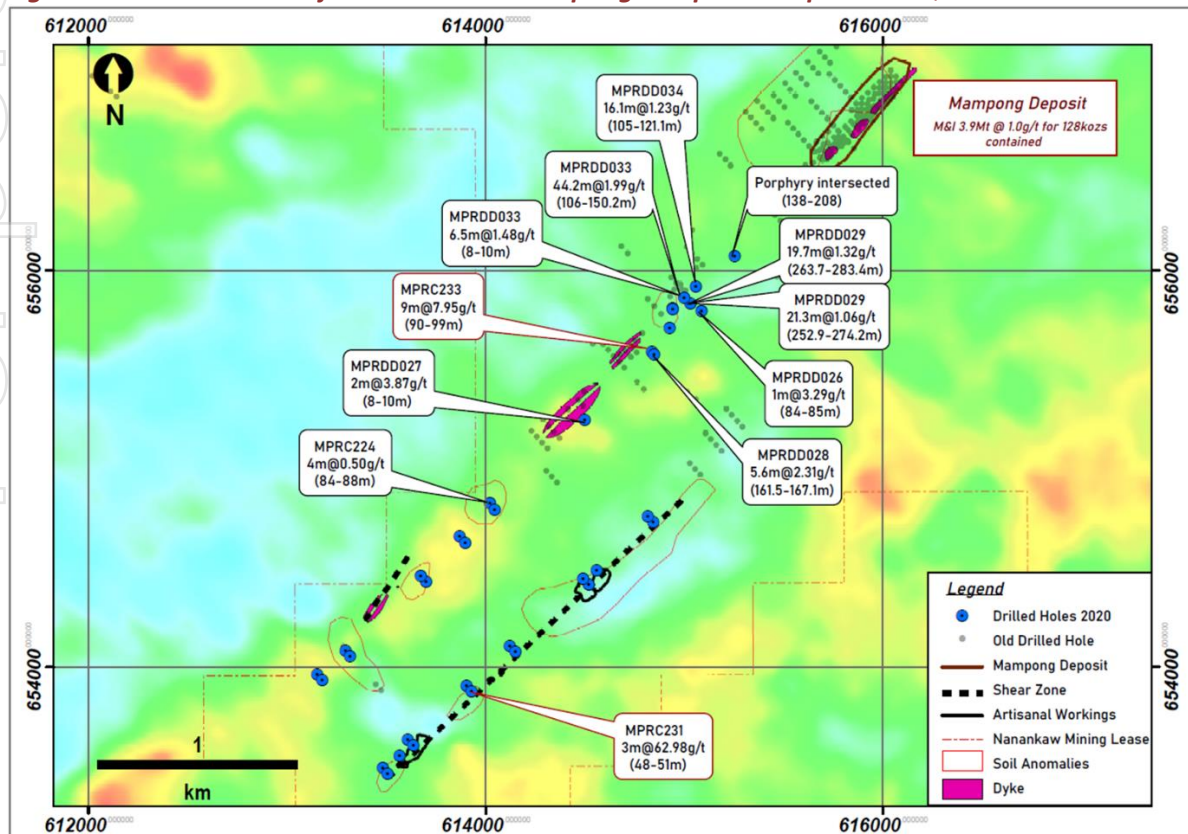 612000
614000
616000
N
MPRDD034
16.1m@1.23g/t
(105-121.1m)
Mampong Deposit
M&I 3.9Mt @ 1.0g/t for 128kozs
contained
MPRDD033
44.2m@1.99g/t
(106-150.2m)
Porphyry intersected
(138-208)
MPRDD033
6.5m@1.48g/t
(8-10m)
MPRDD029
19.7m@1.32g/t
(263.7-283.4m)
656000
656000
MPRC233
9m@7.95g/t
(90-99m)
MPRDD029
21.3m@1.06g/t
(252.9-274.2m)
MPRDD027
2m@3.87g/t
(8-10m)
MPRDD026
1m@3.29g/t
(84-85m)
MPRC224
4m@0.50g/t
(84-88m)
MPRDD028
5.6m@2.31g/t
(161.5-167.1m)
Legend
Drilled Holes 2020
Old Drilled Hole
Mampong Deposit
Shear Zone
Artisanal Workings
Nanankaw Mining Lease
Soil Anomalies
Dyke
654000
654000
MPRC231
3m@62.98g/t
(48-51m)
1
km
612000
614000
616000